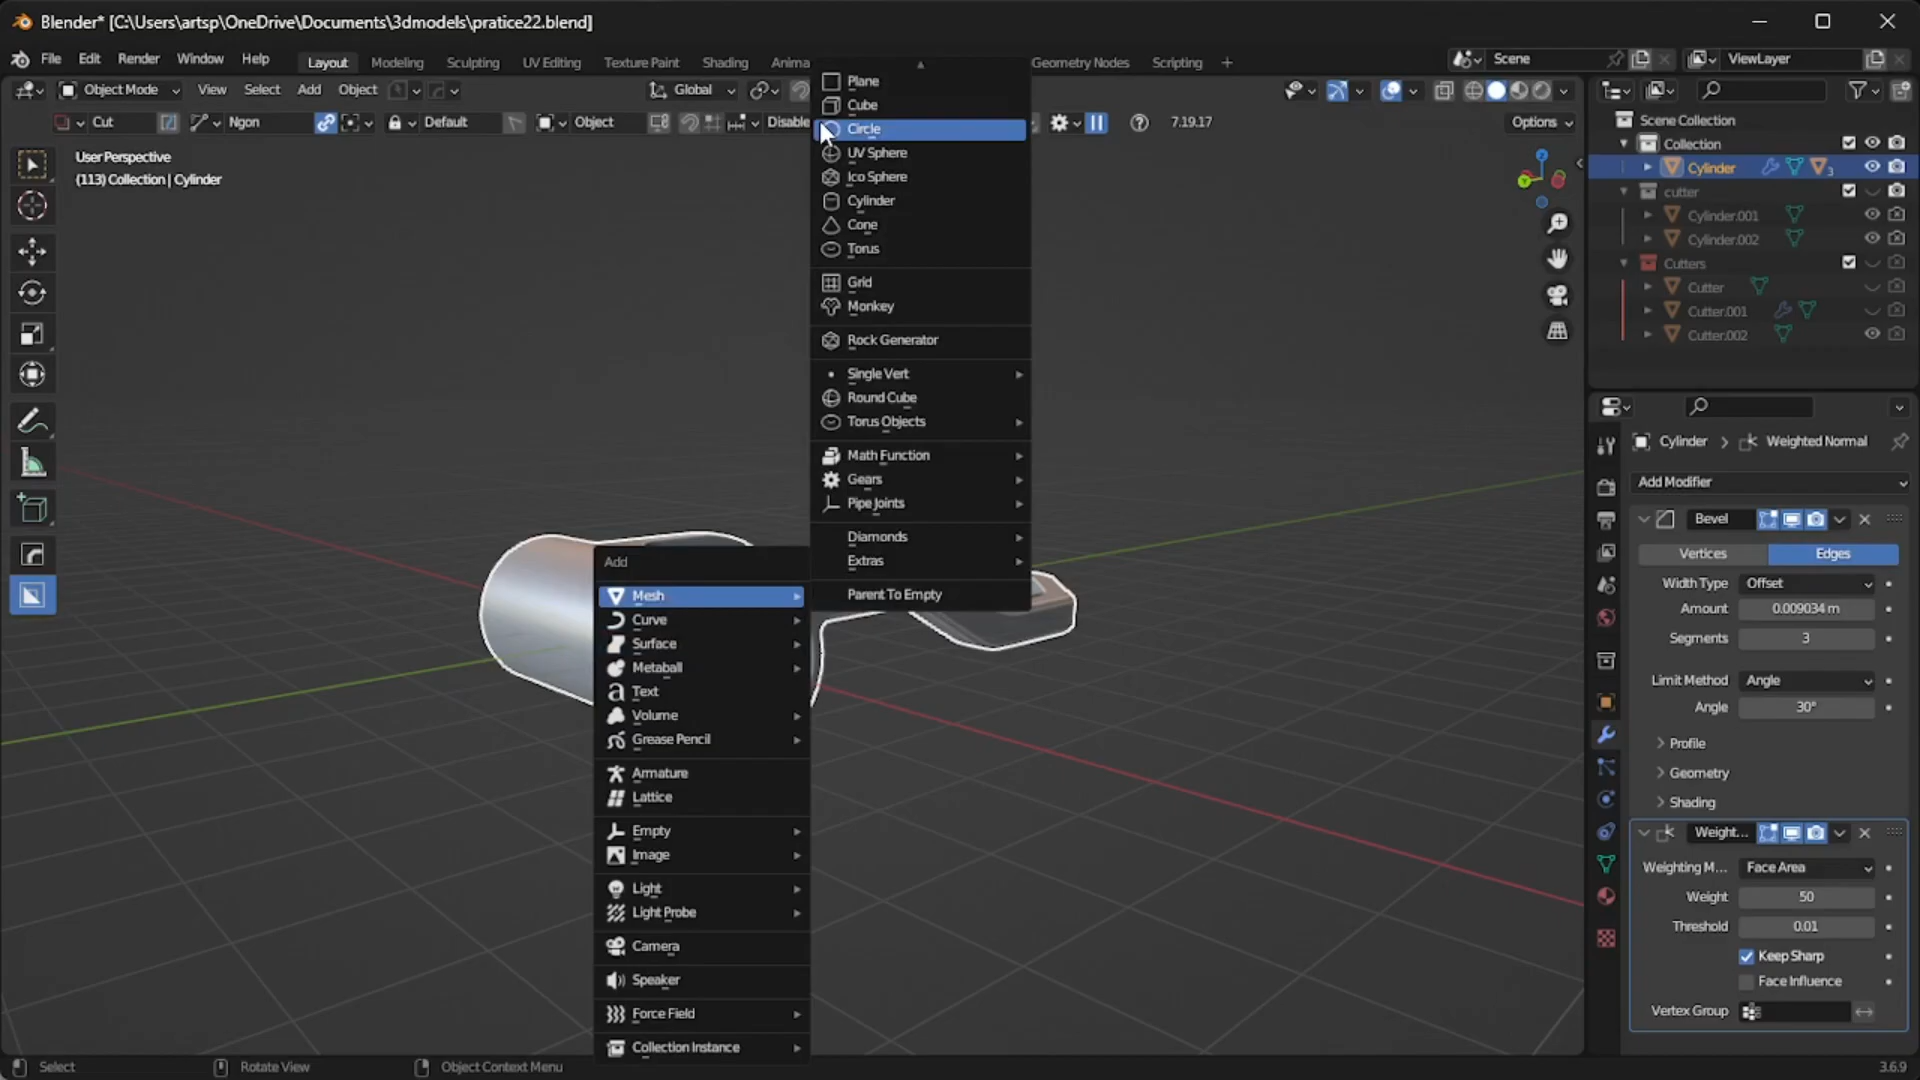 Blender* [C:\Users\artsp\OneDrive\Documents\3dmodels\pratice22.blend]
File Edit Render Window Help Layout Modeling Sculpting UV Editing Texture Paint Shading Anima Geometry Nodes Scripting + Scene ViewLayer
Object Mode View Select Add Object Global
Cut Ngon Default Object Disable 7.19.17 Options
User Perspective
(113) Collection | Cylinder
Plane
Cube
Circle
UV Sphere
Ico Sphere
Cylinder
Cone
Torus
Grid
Monkey
Rock Generator
Single Vert
Round Cube
Torus Objects
Math Function
Gears
Pipe Joints
Diamonds
Extras
Parent To Empty
Add
Mesh
Curve
Surface
Metaball
Text
Volume
Grease Pencil
Armature
Lattice
Empty
Image
Light
Light Probe
Camera
Speaker
Force Field
Collection Instance
Scene Collection
Collection
Cylinder 3
cutter
Cylinder.001
Cylinder.002
Cutters
Cutter
Cutter.001
Cutter.002
Cylinder > Weighted Normal
Add Modifier
Bevel
Vertices Edges
Width Type Offset
Amount 0.009034 m
Segments 3
Limit Method Angle
Angle 30°
Profile
Geometry
Shading
Weight...
Weighting M... Face Area
Weight 50
Threshold 0.01
Keep Sharp
Face Influence
Vertex Group
Select Rotate View Object Context Menu 3.6.9